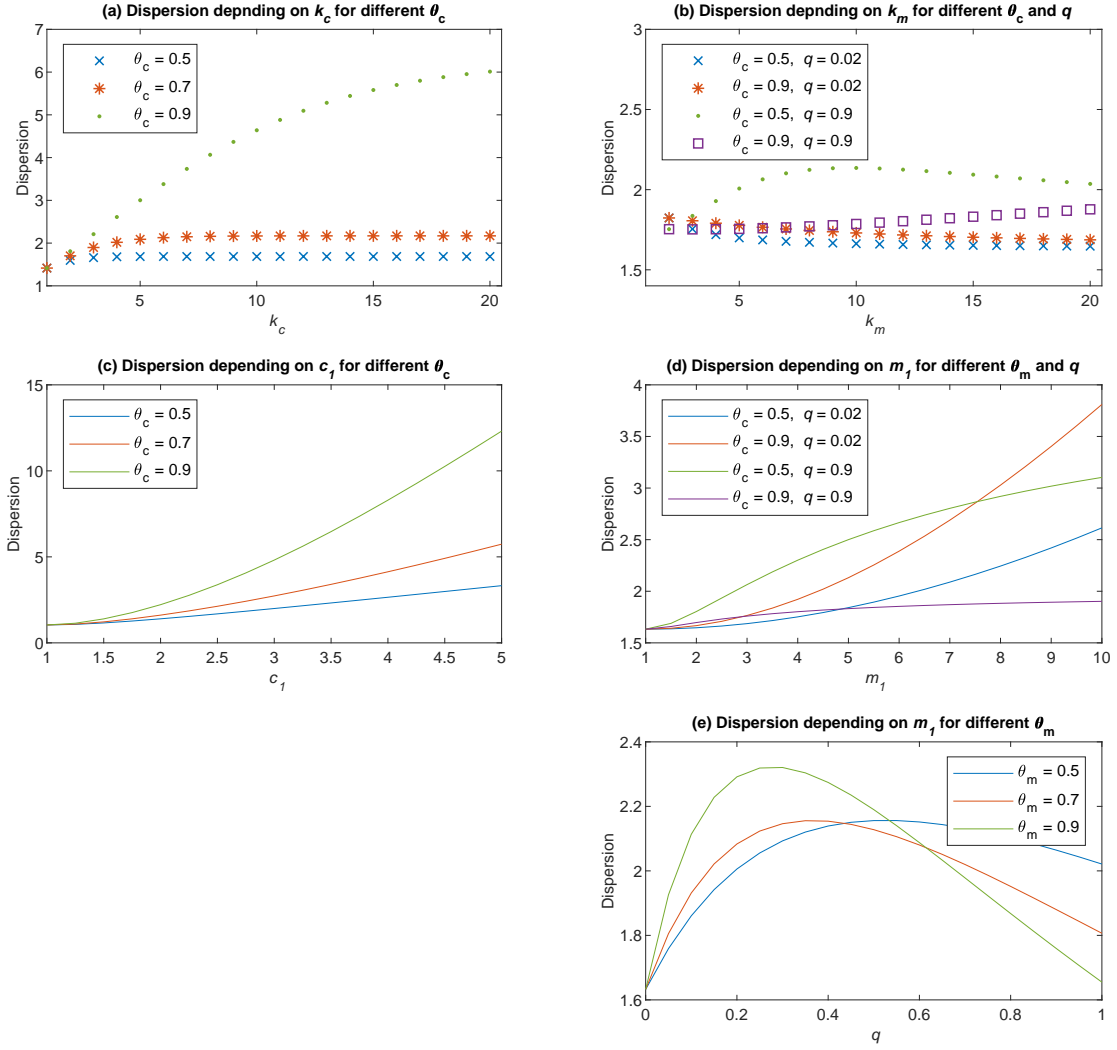 (a) Dispersion depnding on k_c for different θ_c
7
6
5
4
3
2
1
Dispersion
θ_c = 0.5
θ_c = 0.7
θ_c = 0.9
5 10 15 20
k_c
(b) Dispersion depnding on k_m for different θ_c and q
3
2.5
2
1.5
Dispersion
θ_c = 0.5, q = 0.02
θ_c = 0.9, q = 0.02
θ_c = 0.5, q = 0.9
θ_c = 0.9, q = 0.9
5 10 15 20
k_m
(c) Dispersion depending on c_1 for different θ_c
15
10
5
0
Dispersion
θ_c = 0.5
θ_c = 0.7
θ_c = 0.9
1 1.5 2 2.5 3 3.5 4 4.5 5
c_1
(d) Dispersion depending on m_1 for different θ_m and q
4
3.5
3
2.5
2
1.5
Dispersion
θ_c = 0.5, q = 0.02
θ_c = 0.9, q = 0.02
θ_c = 0.5, q = 0.9
θ_c = 0.9, q = 0.9
1 2 3 4 5 6 7 8 9 10
m_1
(e) Dispersion depending on m_1 for different θ_m
2.4
2.2
2
1.8
1.6
Dispersion
θ_m = 0.5
θ_m = 0.7
θ_m = 0.9
0 0.2 0.4 0.6 0.8 1
q